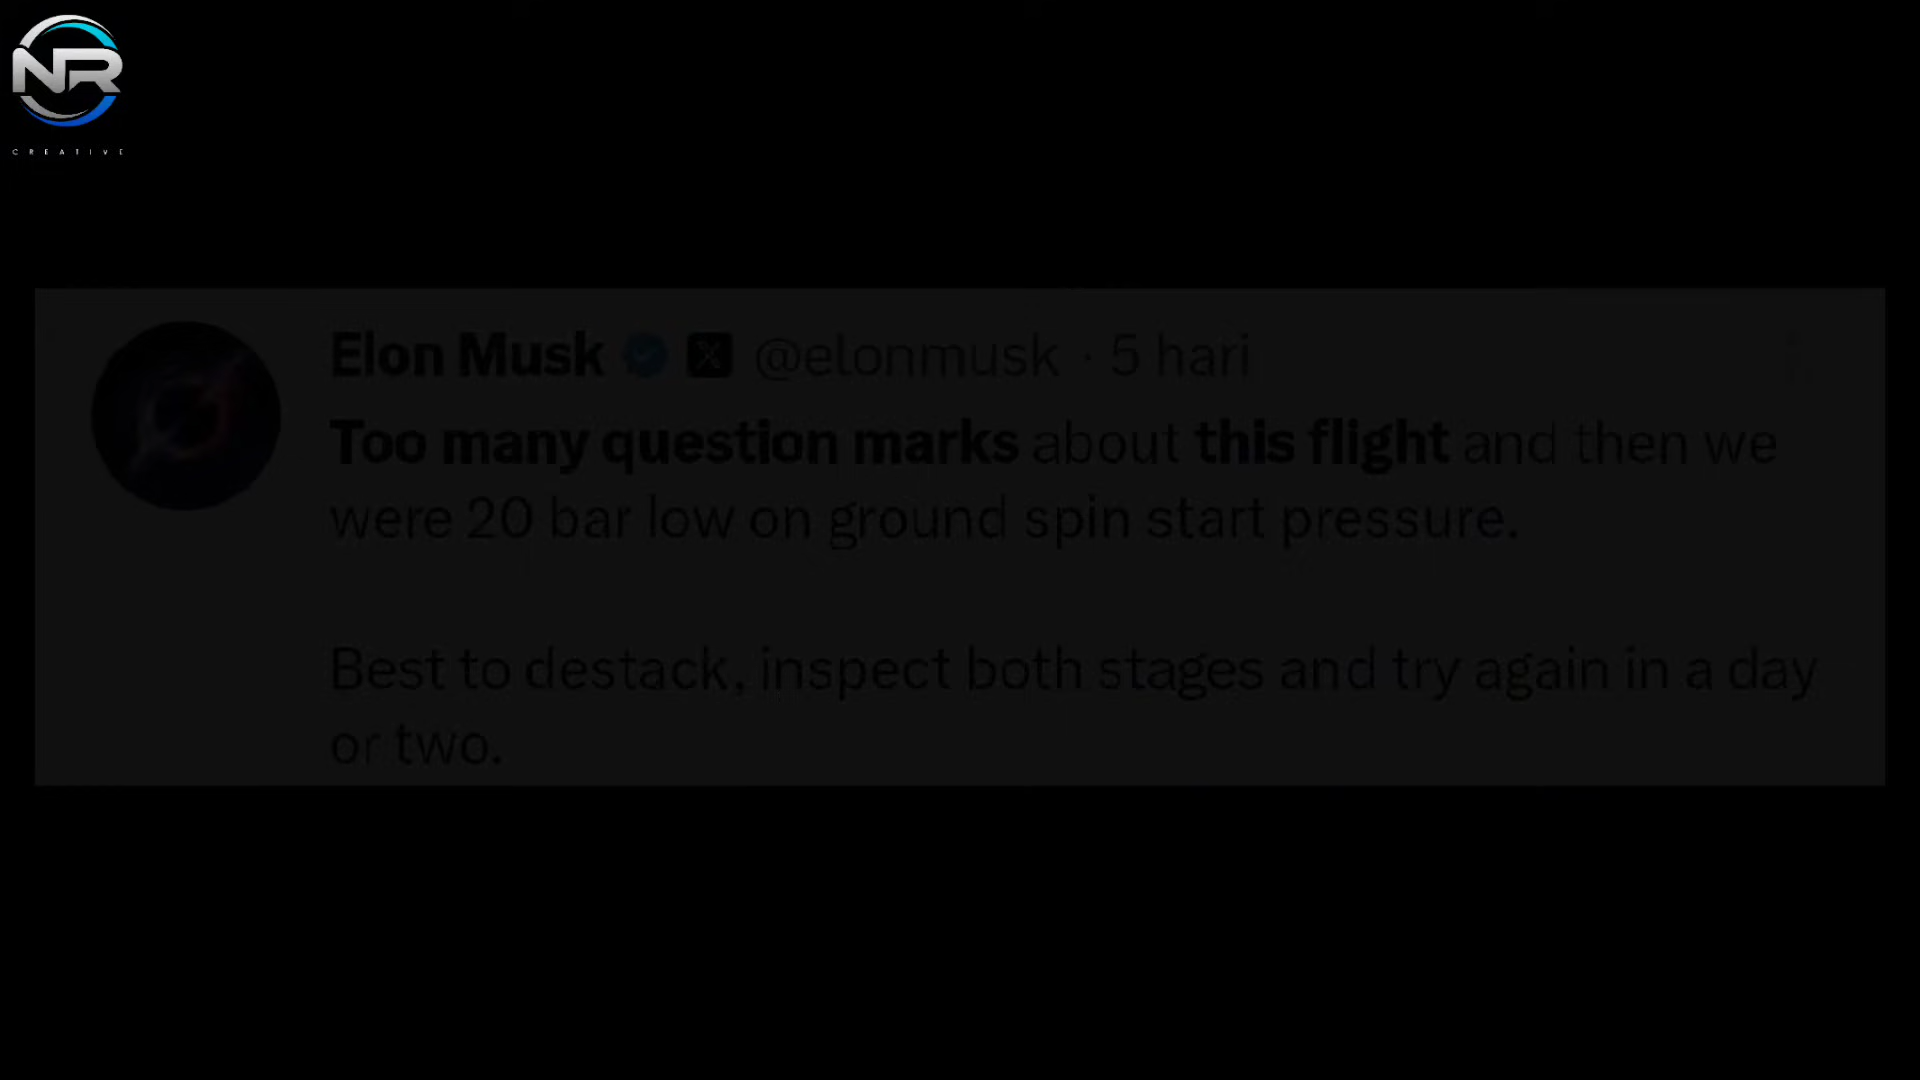 NR
CREATIVE
Elon Musk @elonmusk · 5 hari
Too many question marks about this flight and then we
were 20 bar low on ground spin start pressure.
Best to destack, inspect both stages and try again in a day
or two.